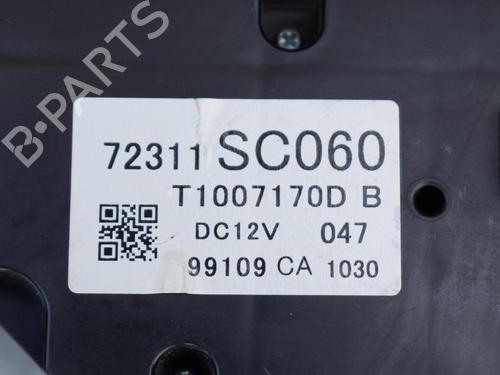 B-PARTS
72311 SC060
T1007170D B
DC12V 047
99109 CA 1030